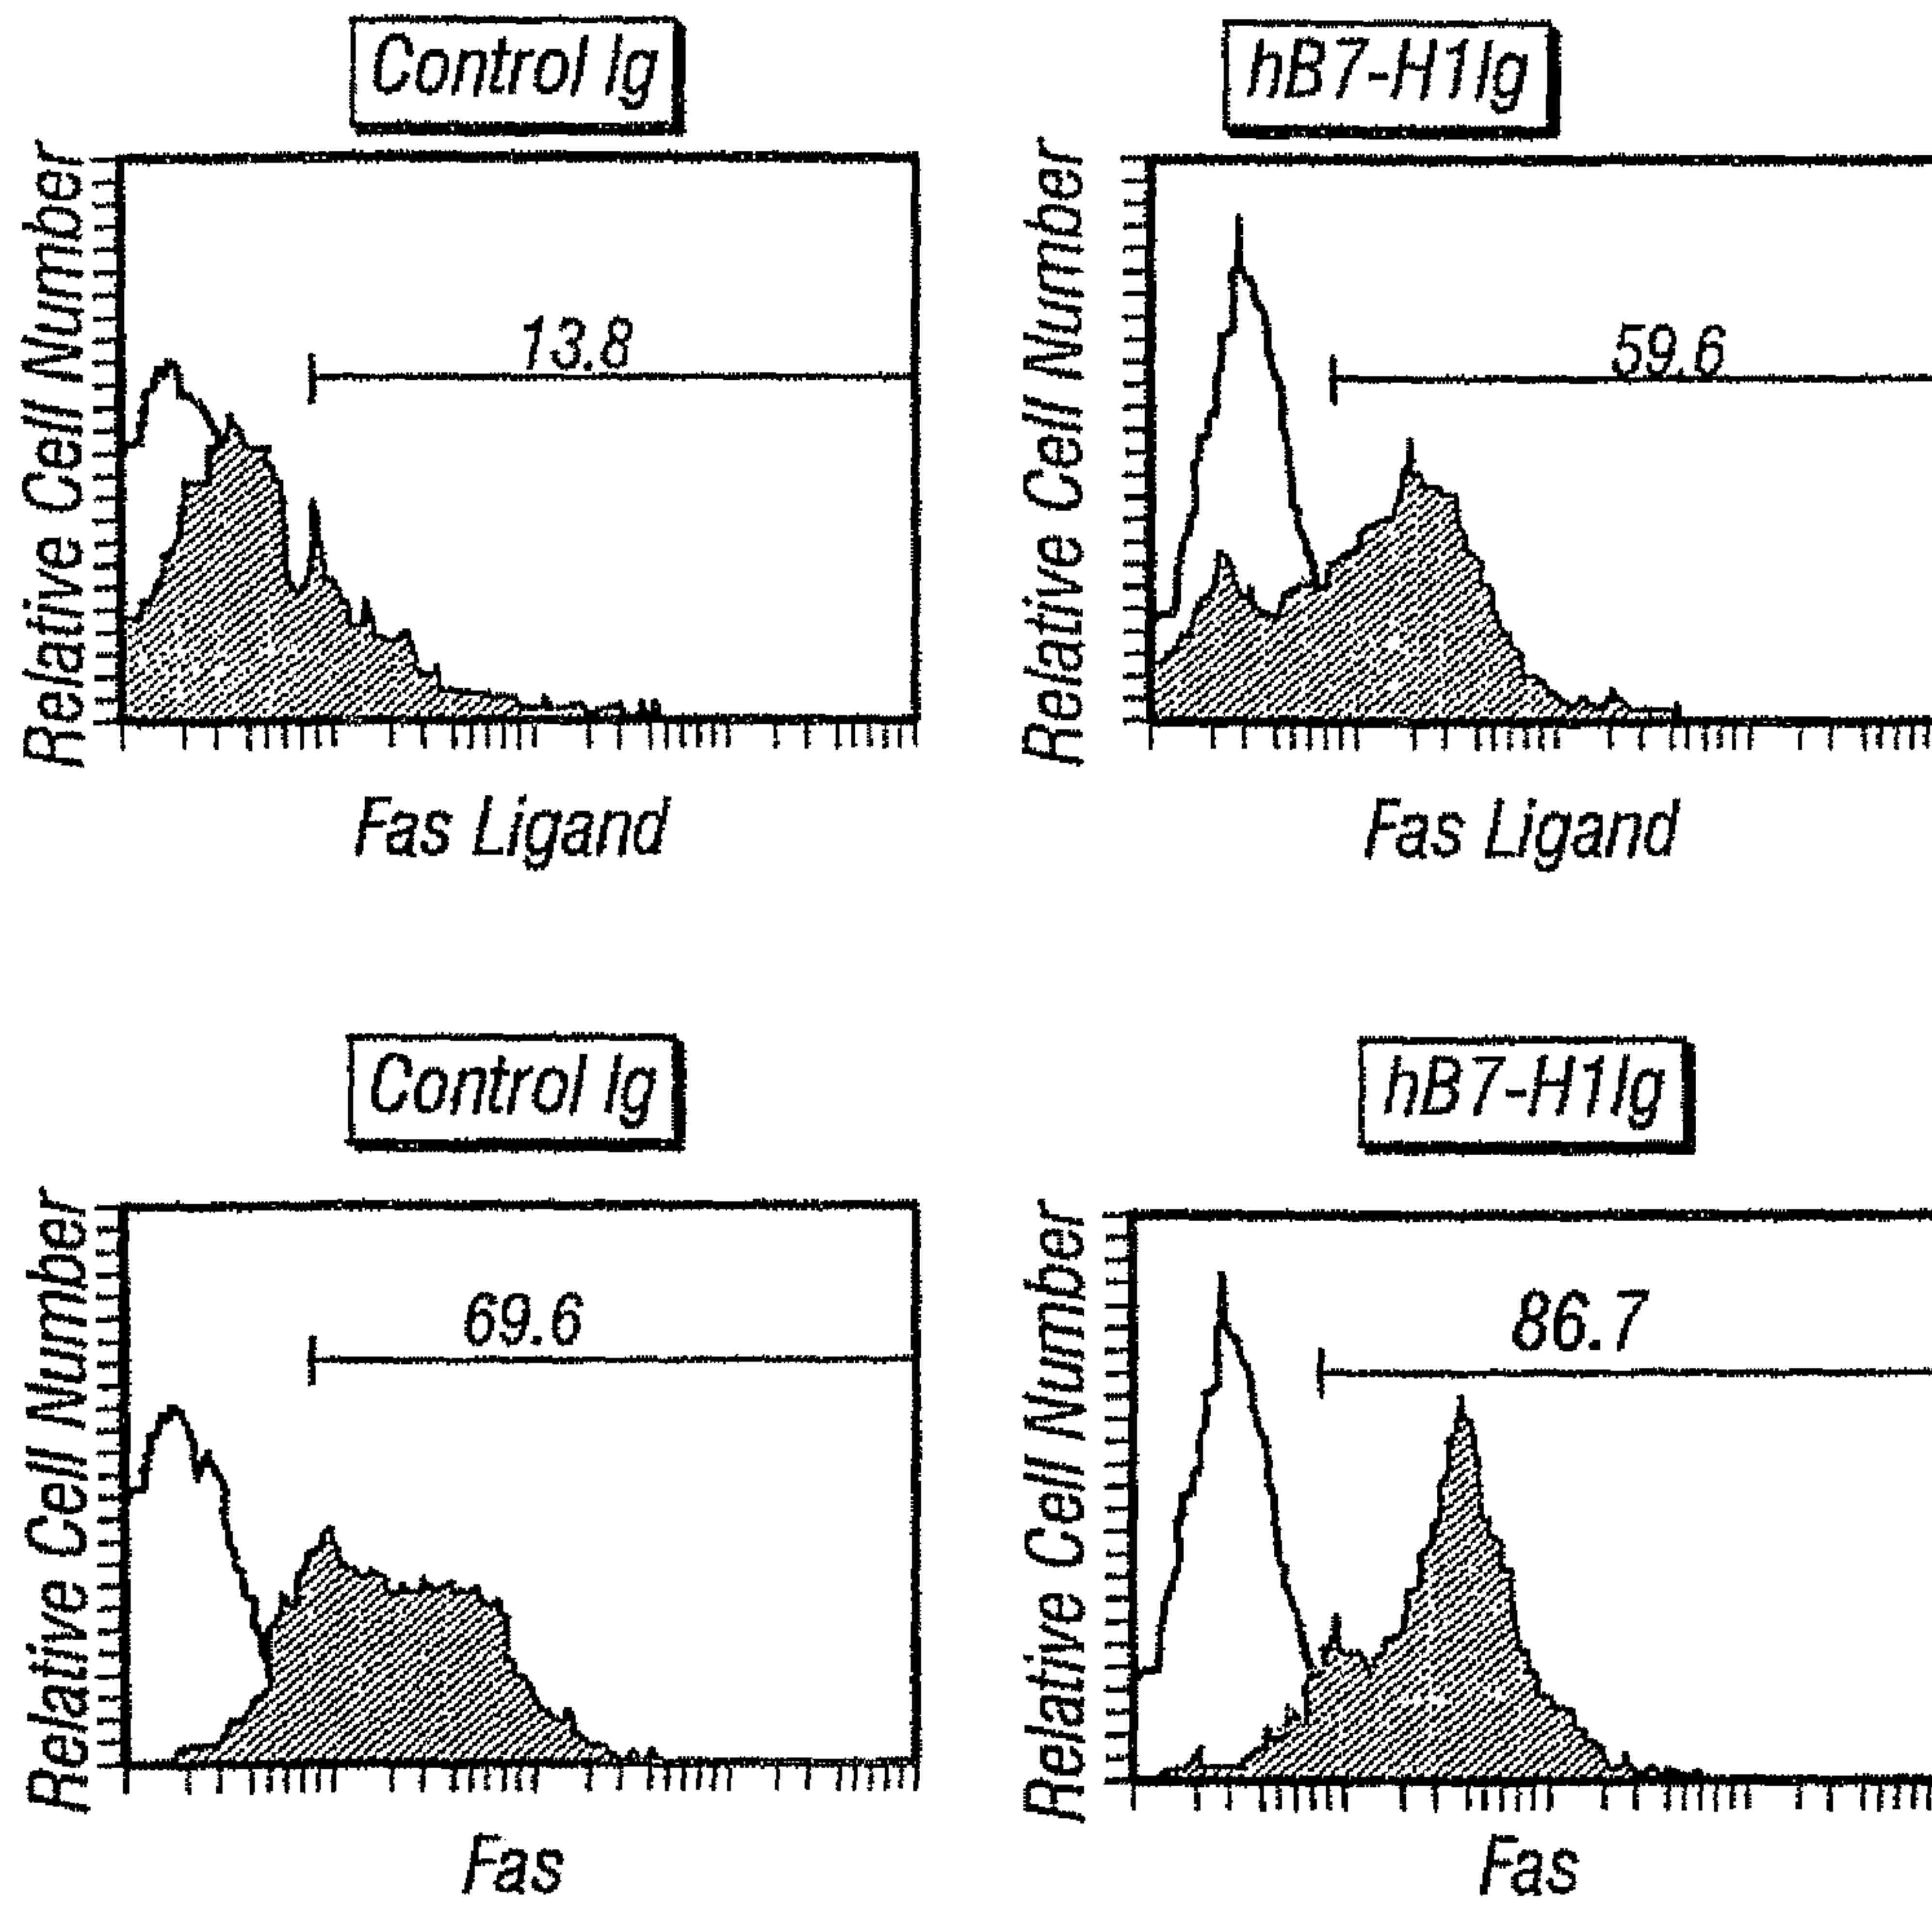 Control Ig
hB7-H1Ig
Relative Cell Number
13.8
Relative Cell Number
59.6
Fas Ligand
Fas Ligand
Control Ig
hB7-H1Ig
Relative Cell Number
69.6
Relative Cell Number
86.7
Fas
Fas